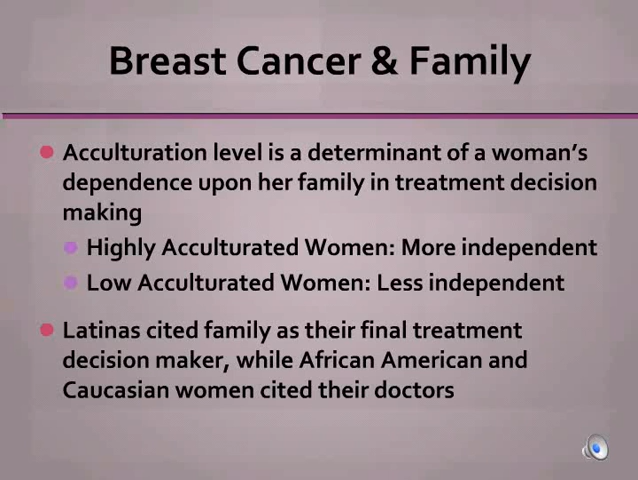 Breast Cancer & Family
Acculturation level is a determinant of a woman's
dependence upon her family in treatment decision
making
Highly Acculturated Women: More independent
Low Acculturated Women: Less independent
Latinas cited family as their final treatment
decision maker, while African American and
Caucasian women cited their doctors